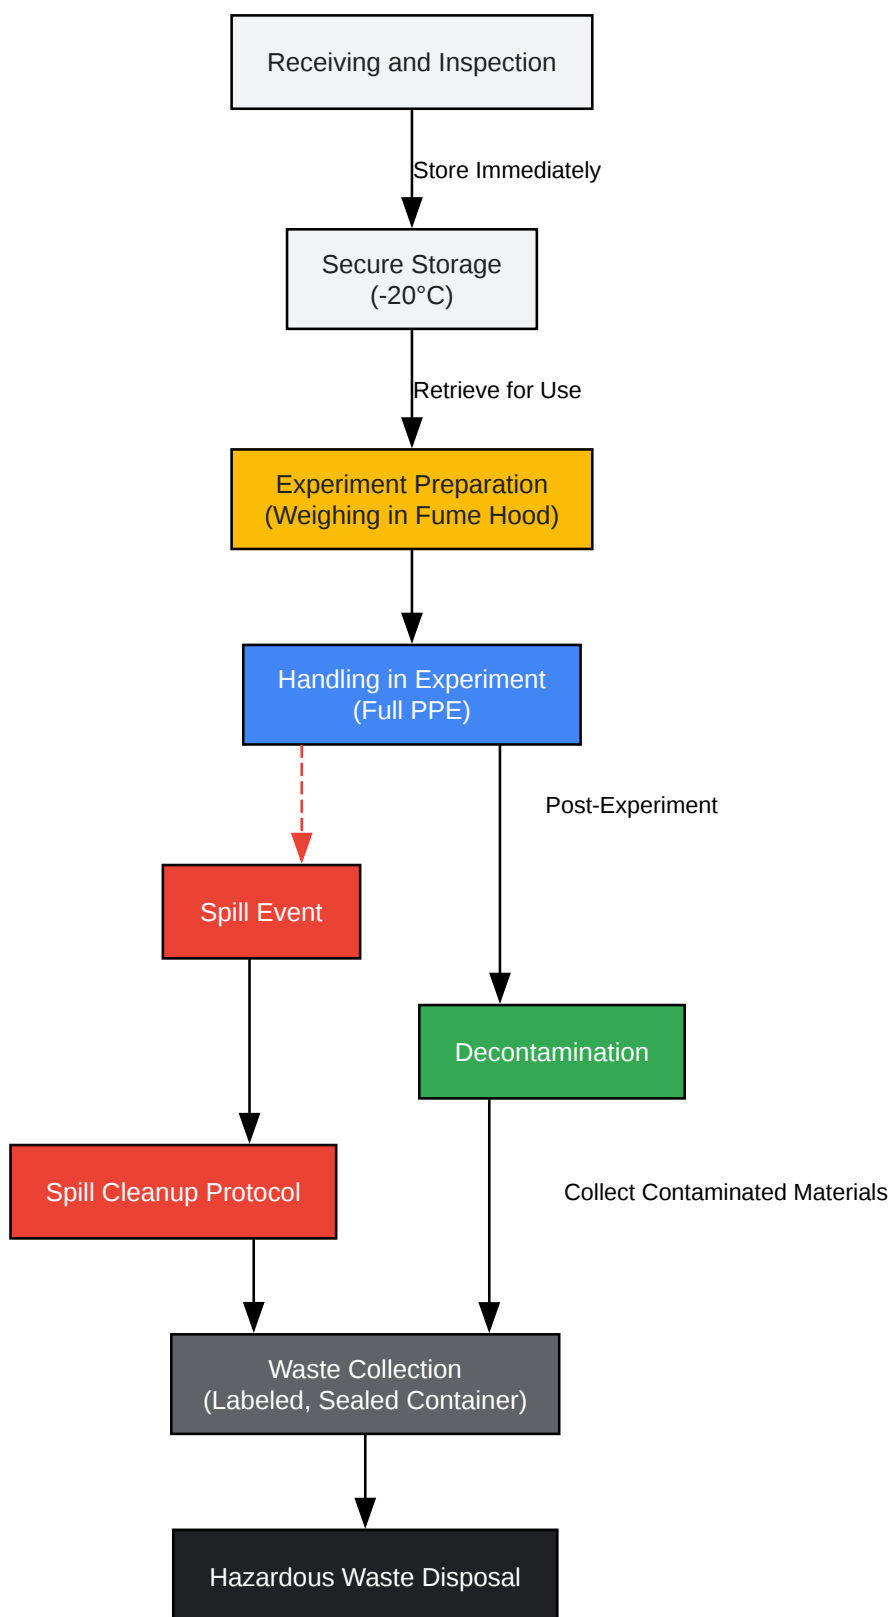 Receiving and Inspection
Store Immediately
Secure Storage
(-20°C)
Retrieve for Use
Experiment Preparation
(Weighing in Fume Hood)
Handling in Experiment
(Full PPE)
Post-Experiment
Spill Event
Decontamination
Spill Cleanup Protocol
Collect Contaminated Materials
Waste Collection
(Labeled, Sealed Container)
Hazardous Waste Disposal